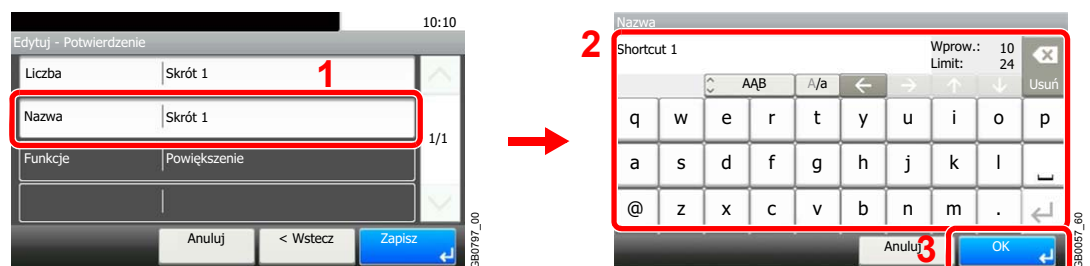 10:10
Edytuj - Potwierdzenie
Liczba Skrót 1
1
Nazwa Skrót 1
1/1
Funkcje Powiększenie
Anuluj < Wstecz Zapisz
GB0797_00
Nazwa
2
Shortcut 1 Wprow.: 10
Limit: 24
AĄB A/a Usuń
q w e r t y u i o p
a s d f g h j k l
@ z x c v b n m .
Anuluj 3 OK
GB0057_60